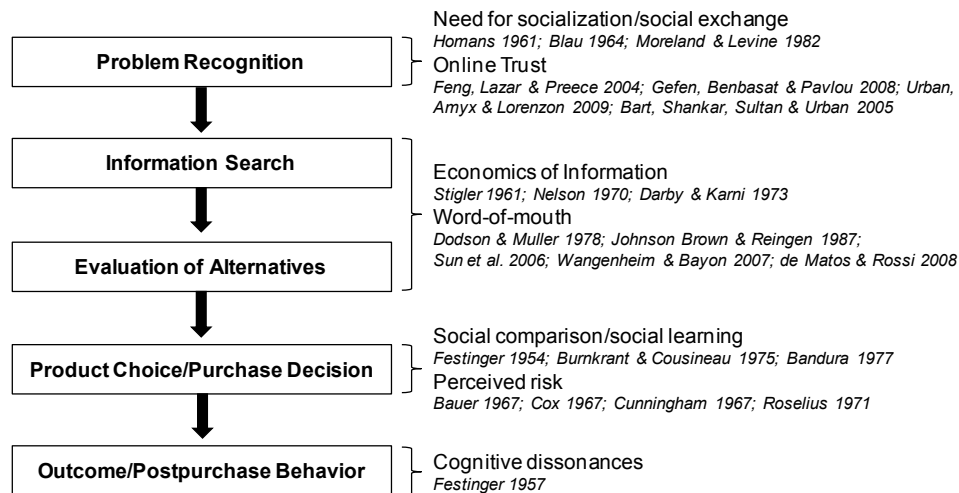 Need for socialization/social exchange
Homans 1961; Blau 1964; Moreland & Levine 1982
Problem Recognition
Online Trust
Feng, Lazar & Preece 2004; Gefen, Benbasat & Pavlou 2008; Urban,
Amyx & Lorenzon 2009; Bart, Shankar, Sultan & Urban 2005
Information Search
Economics of Information
Stigler 1961; Nelson 1970; Darby & Karni 1973
Word-of-mouth
Dodson & Muller 1978; Johnson Brown & Reingen 1987;
Sun et al. 2006; Wangenheim & Bayon 2007; de Matos & Rossi 2008
Evaluation of Alternatives
Social comparison/social learning
Festinger 1954; Burnkrant & Cousineau 1975; Bandura 1977
Product Choice/Purchase Decision
Perceived risk
Bauer 1967; Cox 1967; Cunningham 1967; Roselius 1971
Outcome/Postpurchase Behavior
Cognitive dissonances
Festinger 1957